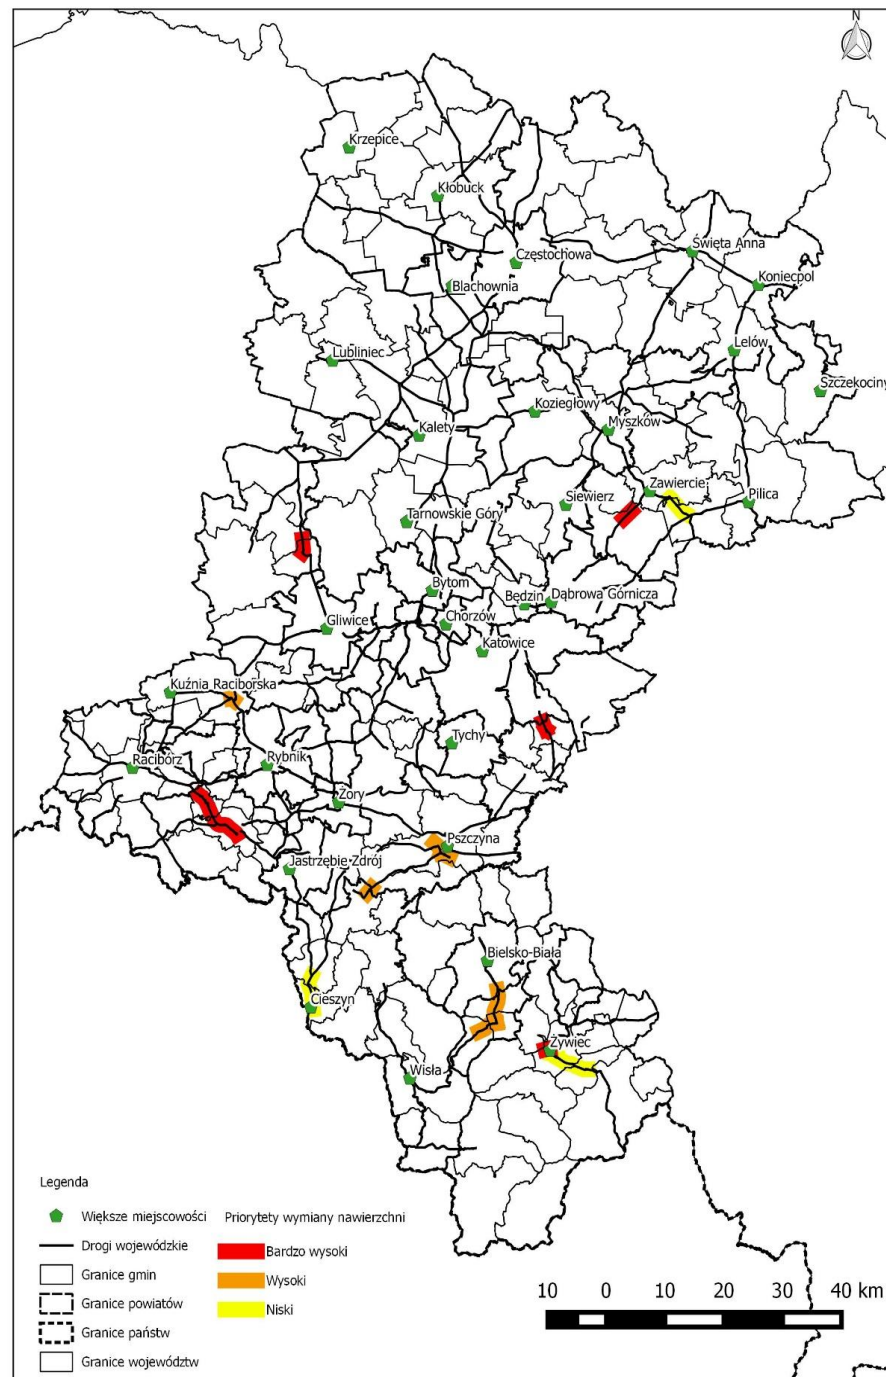 N
Krzepice
Kłobuck
Święta Anna
Częstochowa
Koniecpol
Blachownia
Lelów
Lubliniec
Szczekociny
Koziegłowy
Myszków
Kalety
Zawiercie
Siewierz
Pilica
Tarnowskie Góry
Bytom
Będzin
Dąbrowa Górnicza
Chorzów
Gliwice
Katowice
Kuźnia Raciborska
Tychy
Racibórz
Rybnik
Żory
Pszczyna
Jastrzębie Zdrój
Bielsko-Biała
Cieszyn
Żywiec
Wisła
Legenda
Większe miejscowości
Drogi wojewódzkie
Granice gmin
Granice powiatów
Granice państw
Granice województw
Priorytety wymiany nawierzchni
Bardzo wysoki
Wysoki
Niski
10 0 10 20 30 40 km